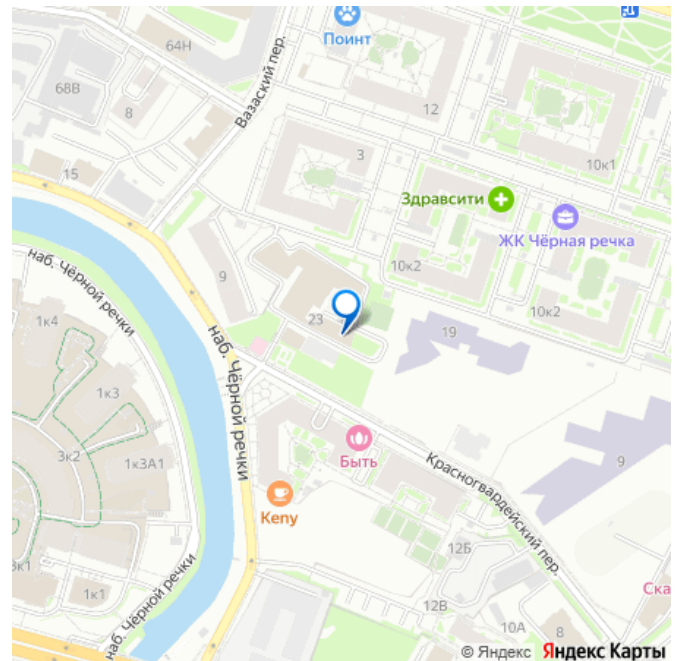 64Н
Поинт
Вазаский пер.
68В
8
12
3
10к1
15
Здравсити
ЖК Чёрная речка
наб. Чёрной речки
9
10к2
10к2
1к4
23
19
наб. Чёрной речки
1к3
3к2
1к3А1
Быть
Красногвардейский пер.
9
Keny
12Б
3к1
1к1
Ска
12В
10А
8
наб. Чёрной речки
© Яндекс Яндекс Карты